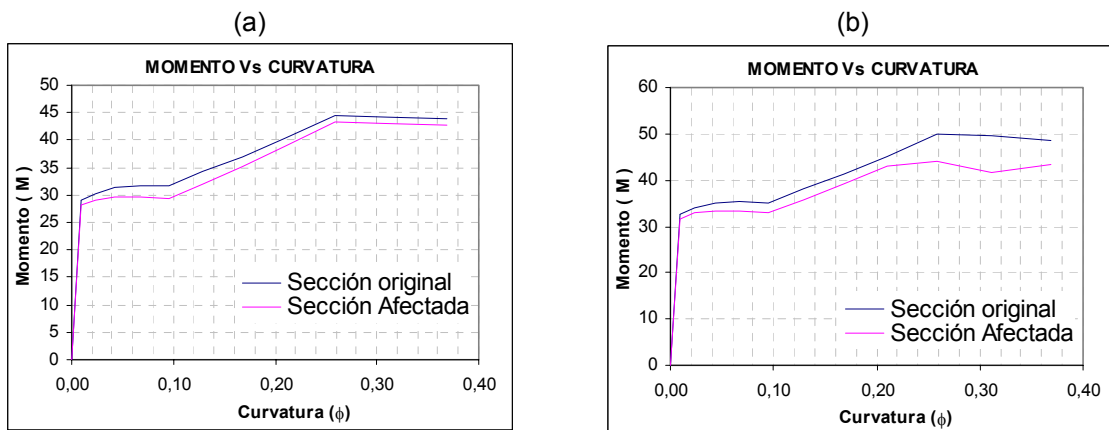 (a)
MOMENTO Vs CURVATURA
50
45
40
35
30
25
20
15
10
5
0
Momento ( M )
Sección original
Sección Afectada
0,00 0,10 0,20 0,30 0,40
Curvatura (ϕ)
(b)
MOMENTO Vs CURVATURA
60
50
40
30
20
10
0
Momento ( M )
Sección original
Sección Afectada
0,00 0,10 0,20 0,30 0,40
Curvatura (ϕ)